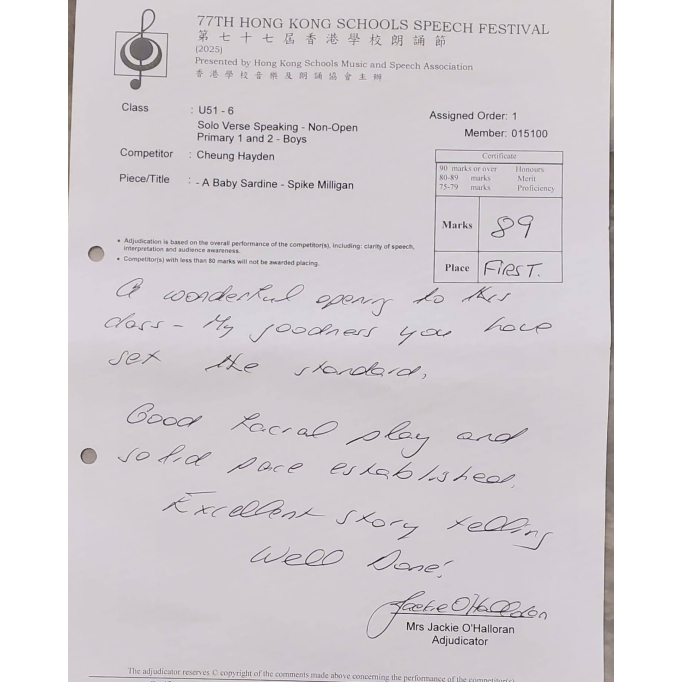 77TH HONG KONG SCHOOLS SPEECH FESTIVAL
第七十七屆香港學校朗誦節
(2025)
Presented by Hong Kong Schools Music and Speech Association
香港學校音樂及朗誦協會主辦
Class : U51 - 6
Assigned Order: 1
Solo Verse Speaking - Non-Open
Primary 1 and 2 - Boys
Member: 015100
Competitor : Cheung Hayden
Piece/Title : - A Baby Sardine - Spike Milligan
Certificate
90 marks or over Honours
80-89 marks Merit
75-79 marks Proficiency
Marks 89
Place FIRST.
• Adjudication is based on the overall performance of the competitor(s), including: clarity of speech,
interpretation and audience awareness.
• Competitor(s) with less than 80 marks will not be awarded placing.
A wonderful opening to this
class - My goodness you have
set the standard.
Good facial play and
solid pace established.
Excellent story telling
Well Done!
Jackie O'Halloran
Mrs Jackie O'Halloran
Adjudicator
The adjudicator reserves © copyright of the comments made above concerning the performance of the competitor(s).